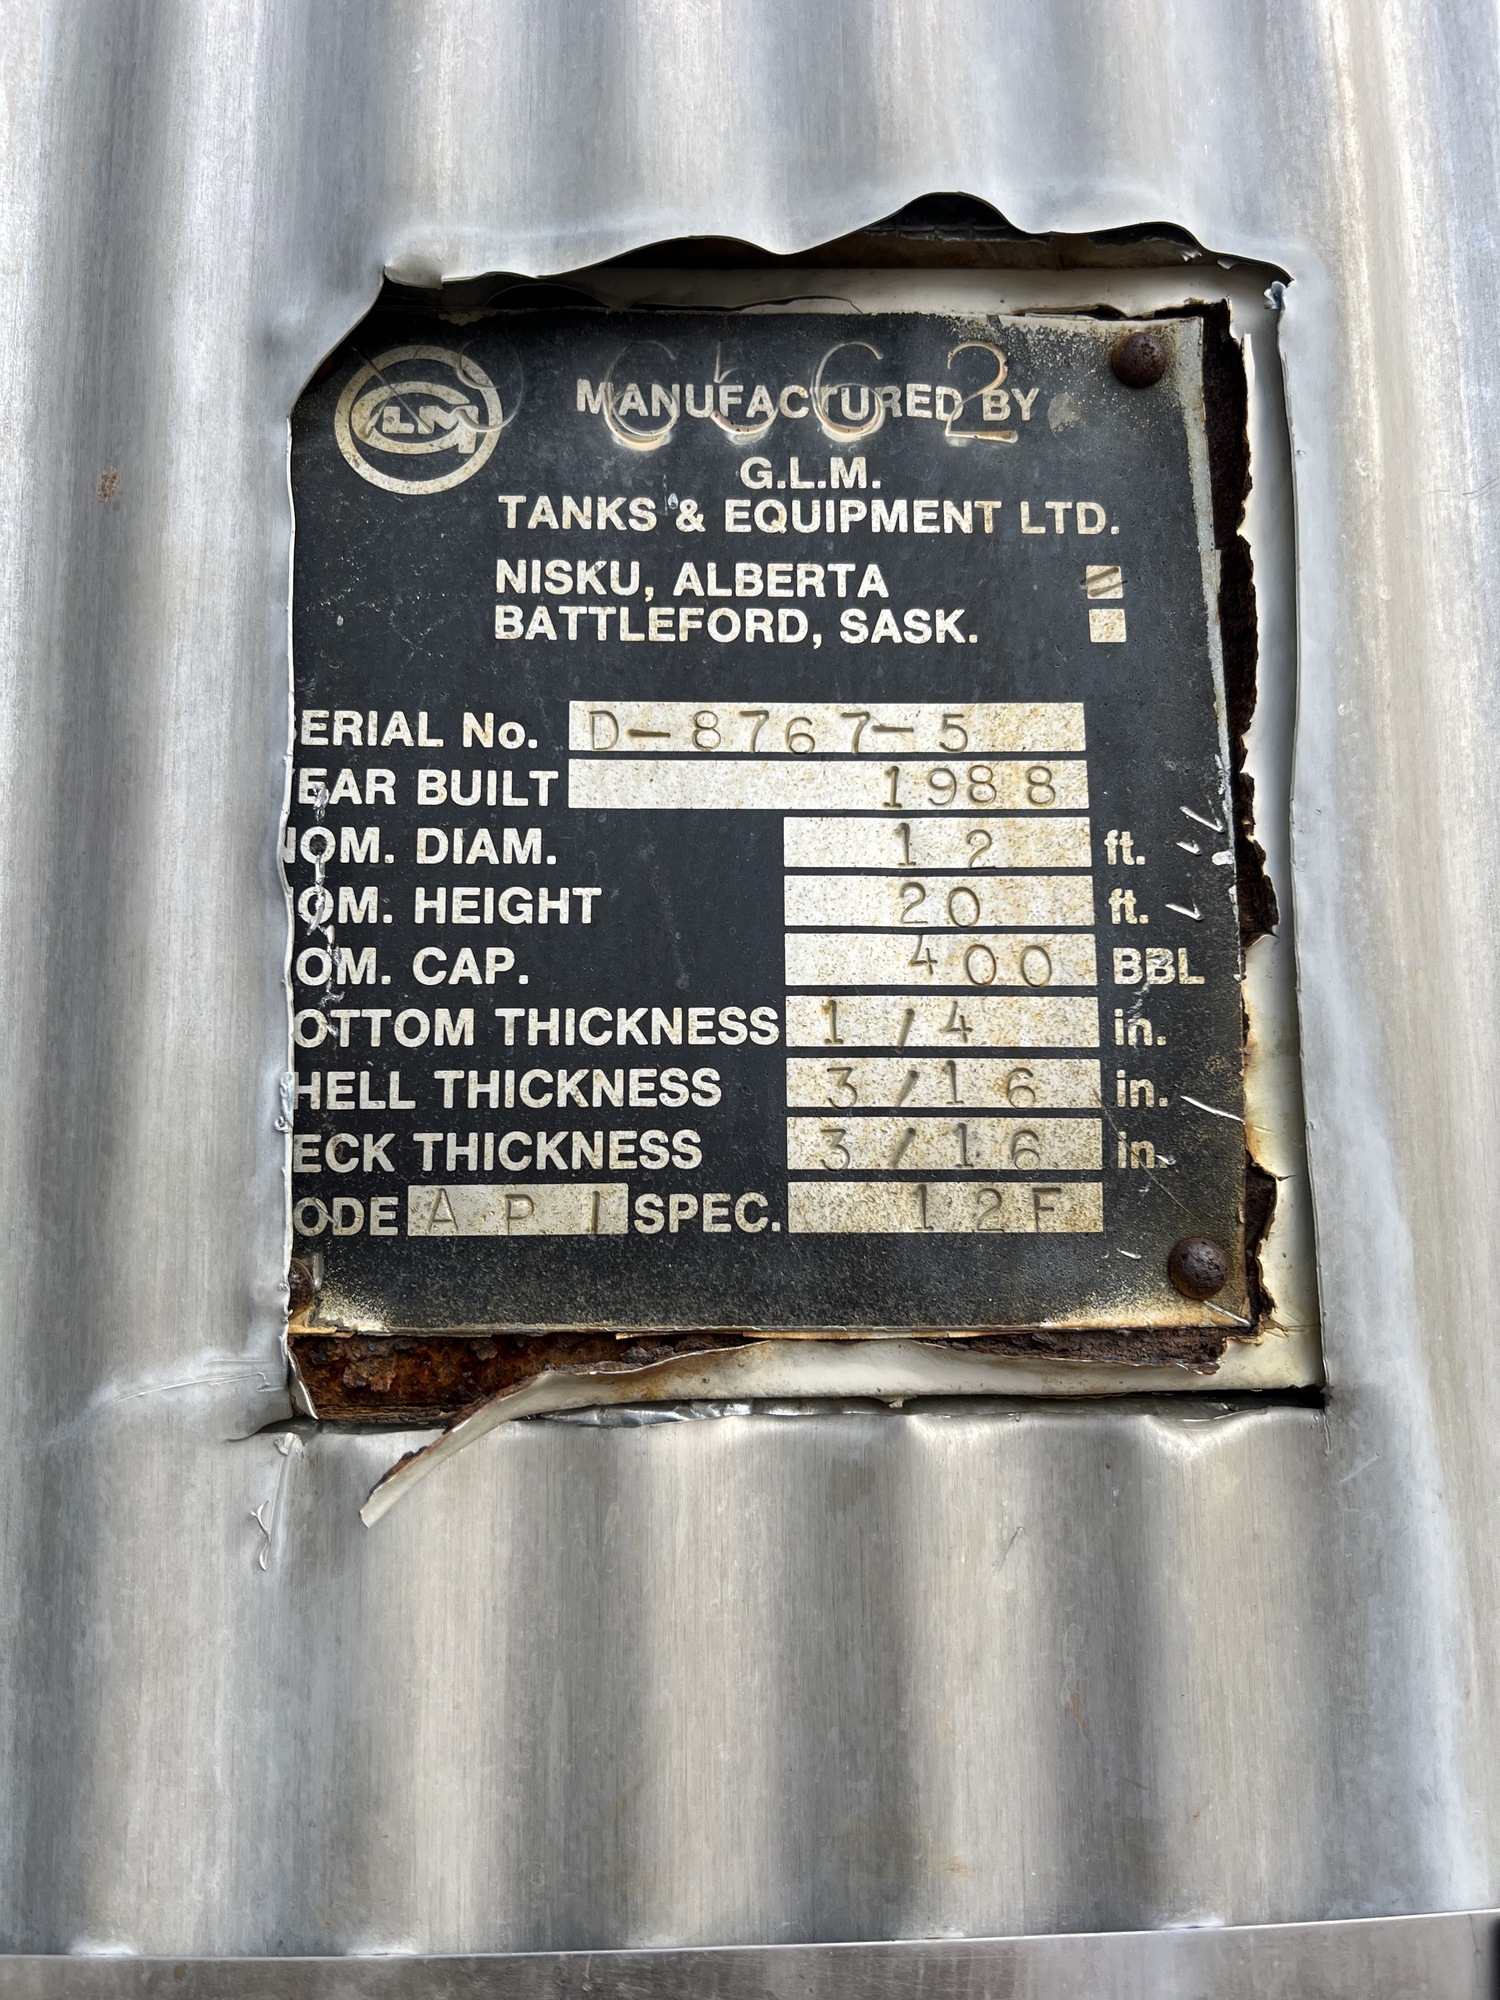 GLM
06562
MANUFACTURED BY
G.L.M.
TANKS & EQUIPMENT LTD.
NISKU, ALBERTA
BATTLEFORD, SASK.
ERIAL No. D-8767-5
EAR BUILT 1988
NOM. DIAM. 12 ft.
OM. HEIGHT 20 ft.
OM. CAP. 400 BBL
OTTOM THICKNESS 1/4 in.
HELL THICKNESS 3/16 in.
ECK THICKNESS 3/16 in.
ODE API SPEC. 12F